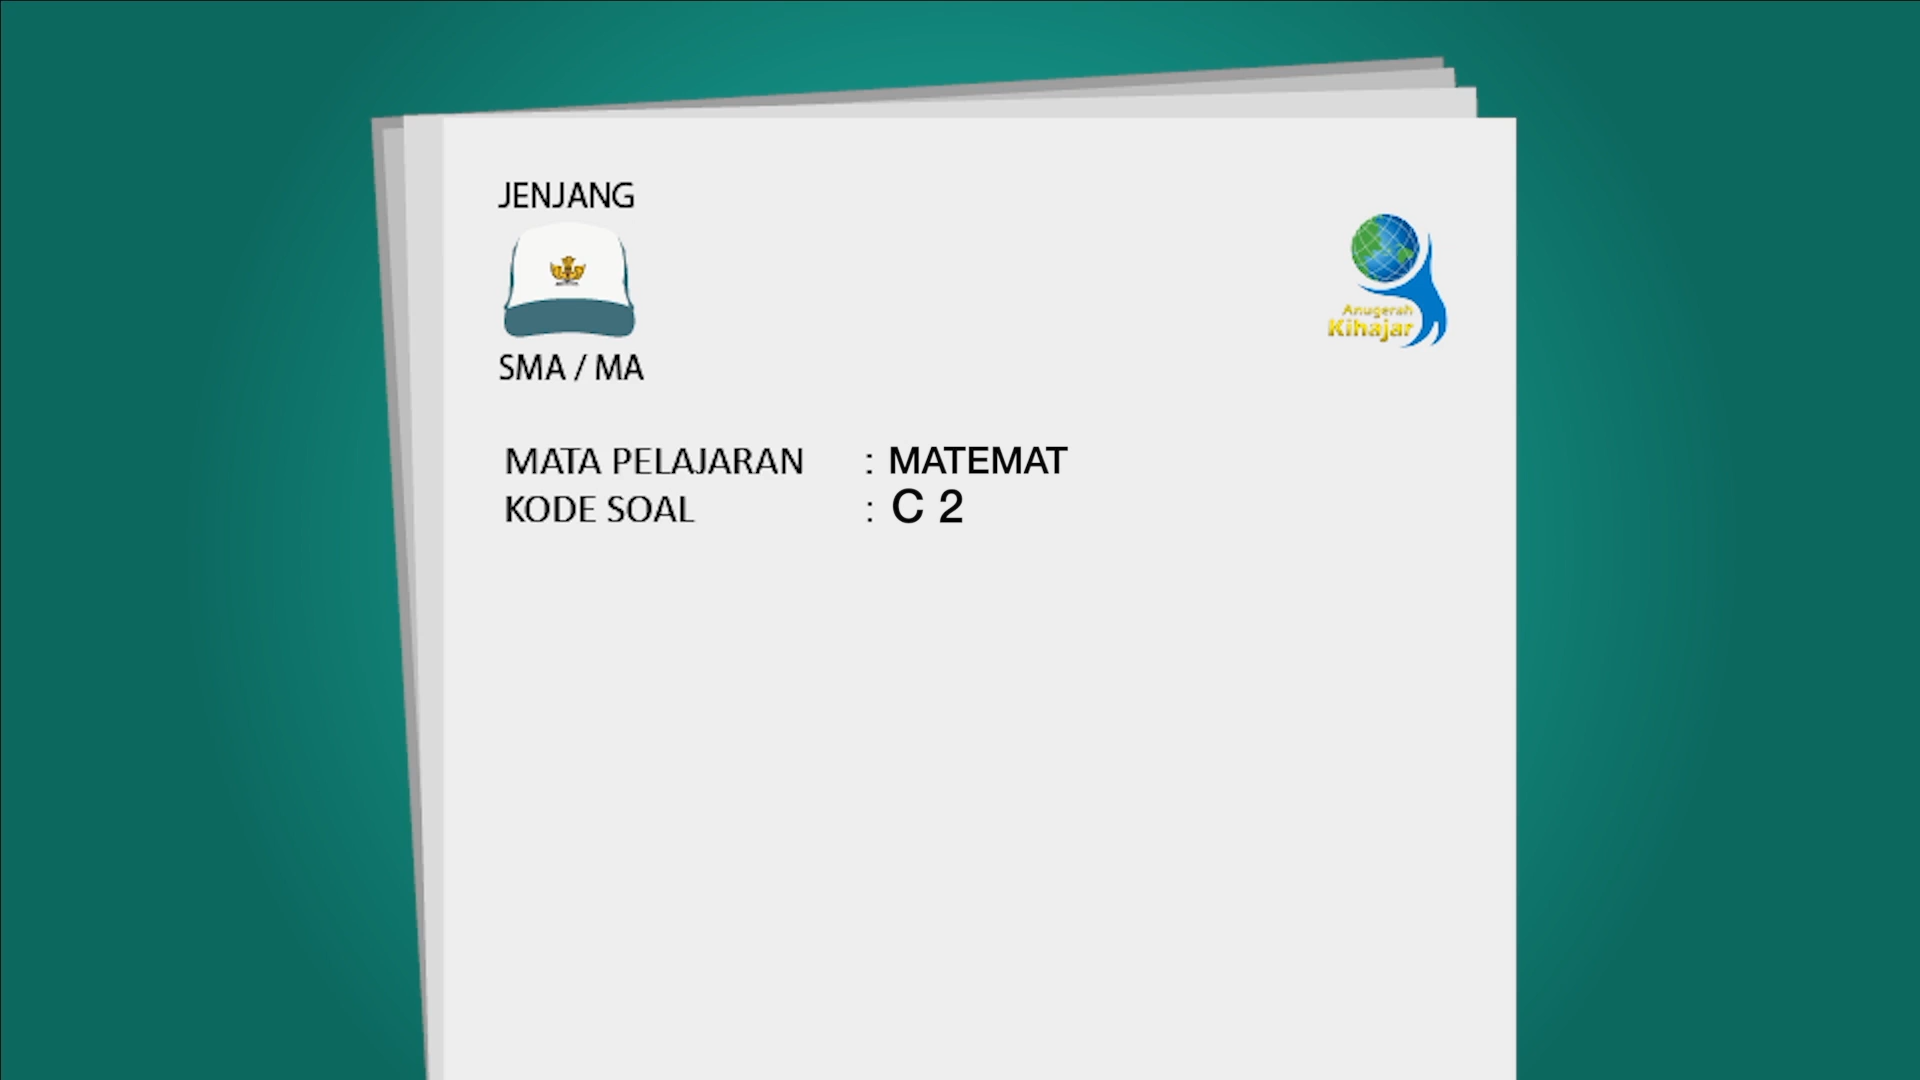 JENJANG
Anugerah
Kihajar
SMA / MA
MATA PELAJARAN : MATEMAT
KODE SOAL : C 2